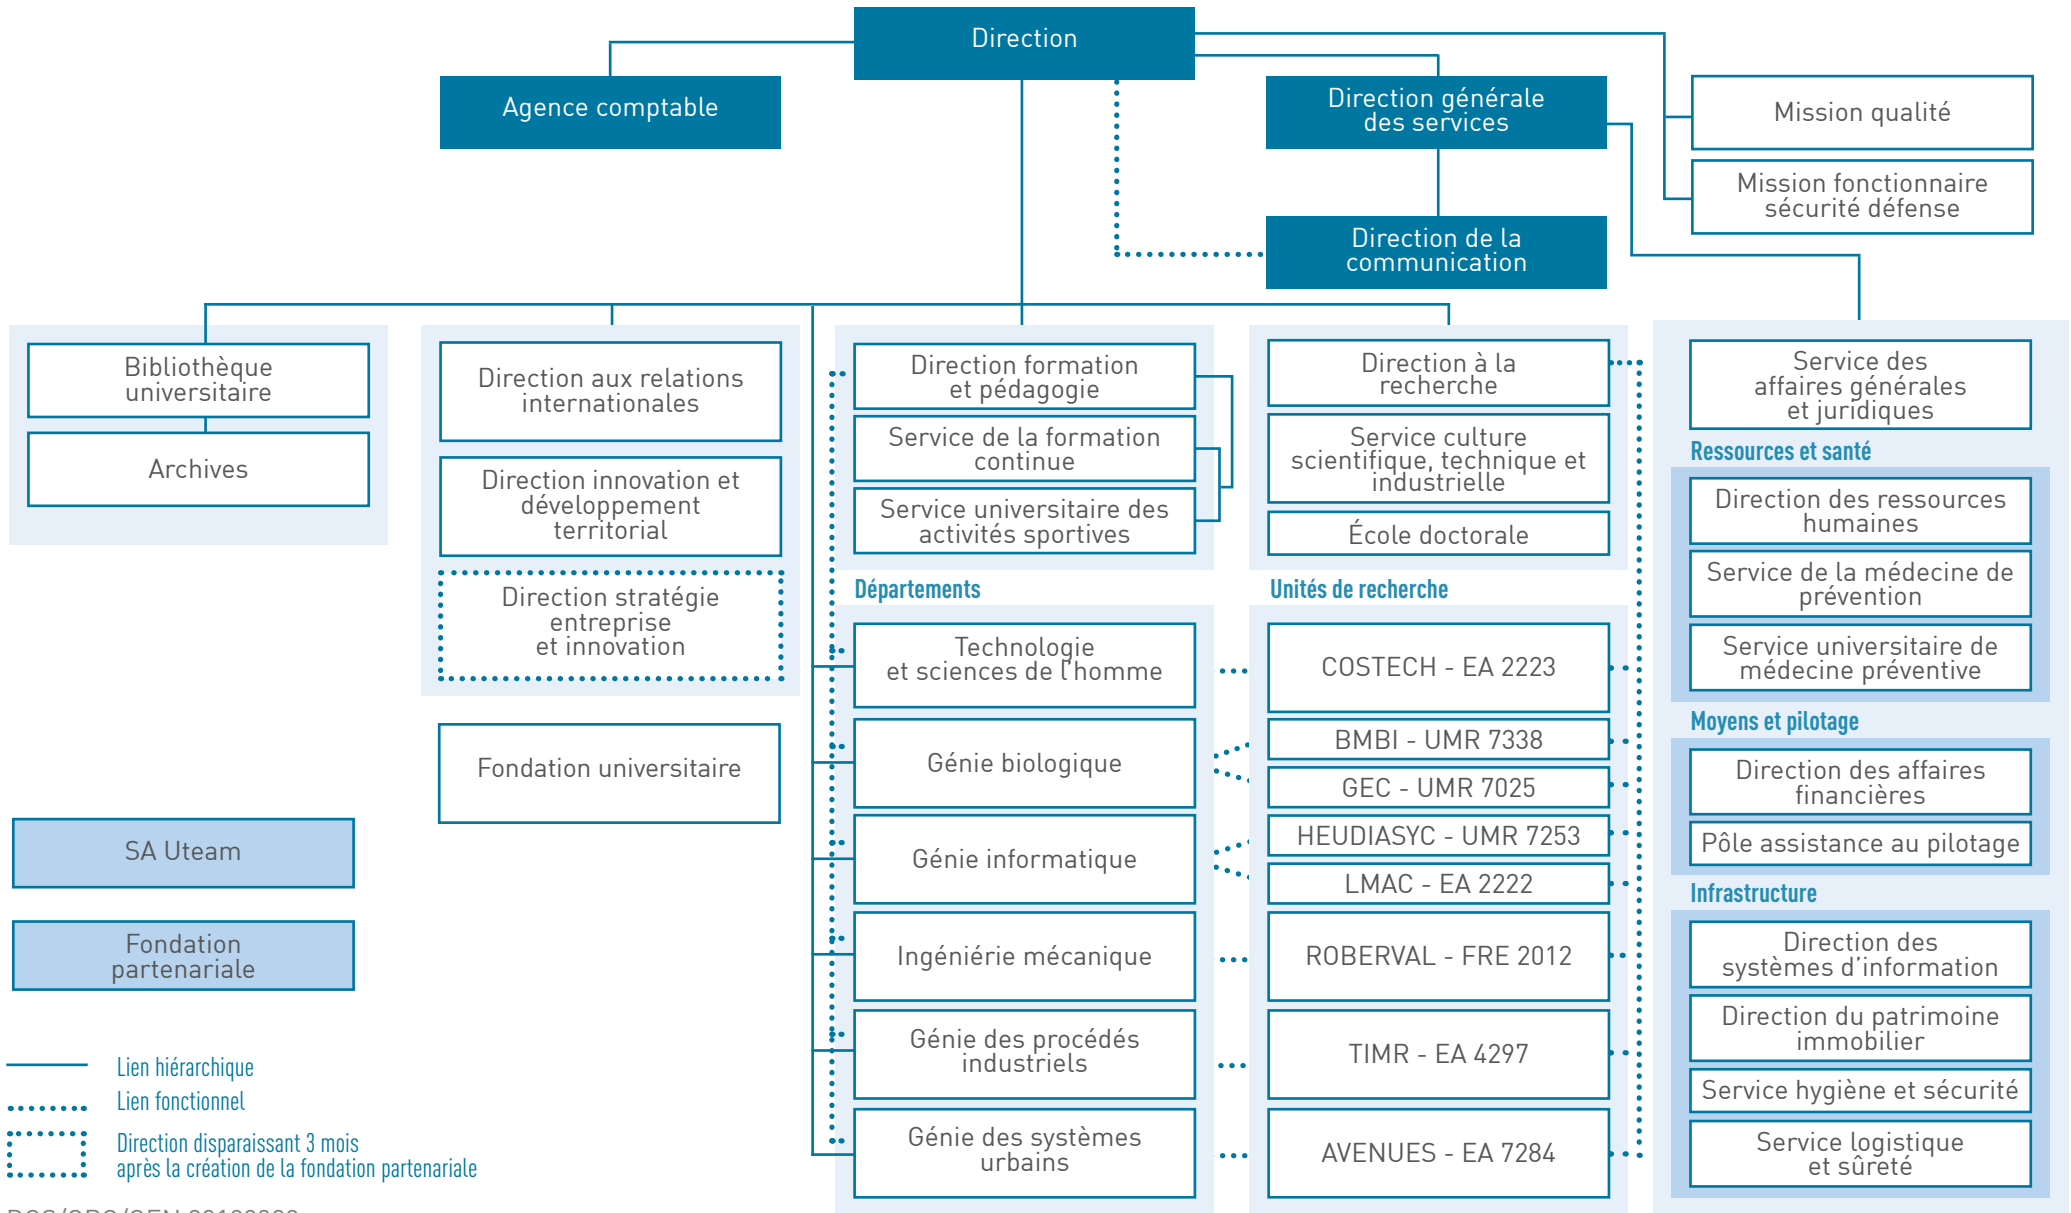 Direction
Agence comptable
Direction générale
des services
Mission qualité
Mission fonctionnaire
sécurité défense
Direction de la
communication
Bibliothèque
universitaire
Archives
Direction aux relations
internationales
Direction innovation et
développement
territorial
Direction stratégie
entreprise
et innovation
Fondation universitaire
SA Uteam
Fondation
partenariale
Direction formation
et pédagogie
Service de la formation
continue
Service universitaire des
activités sportives
Départements
Technologie
et sciences de l'homme
Génie biologique
Génie informatique
Ingéniérie mécanique
Génie des procédés
industriels
Génie des systèmes
urbains
Direction à la
recherche
Service culture
scientifique, technique et
industrielle
École doctorale
Unités de recherche
COSTECH - EA 2223
BMBI - UMR 7338
GEC - UMR 7025
HEUDIASYC - UMR 7253
LMAC - EA 2222
ROBERVAL - FRE 2012
TIMR - EA 4297
AVENUES - EA 7284
Service des
affaires générales
et juridiques
Ressources et santé
Direction des ressources
humaines
Service de la médecine de
prévention
Service universitaire de
médecine préventive
Moyens et pilotage
Direction des affaires
financières
Pôle assistance au pilotage
Infrastructure
Direction des
systèmes d'information
Direction du patrimoine
immobilier
Service hygiène et sécurité
Service logistique
et sûreté
Lien hiérarchique
Lien fonctionnel
Direction disparaissant 3 mois
après la création de la fondation partenariale